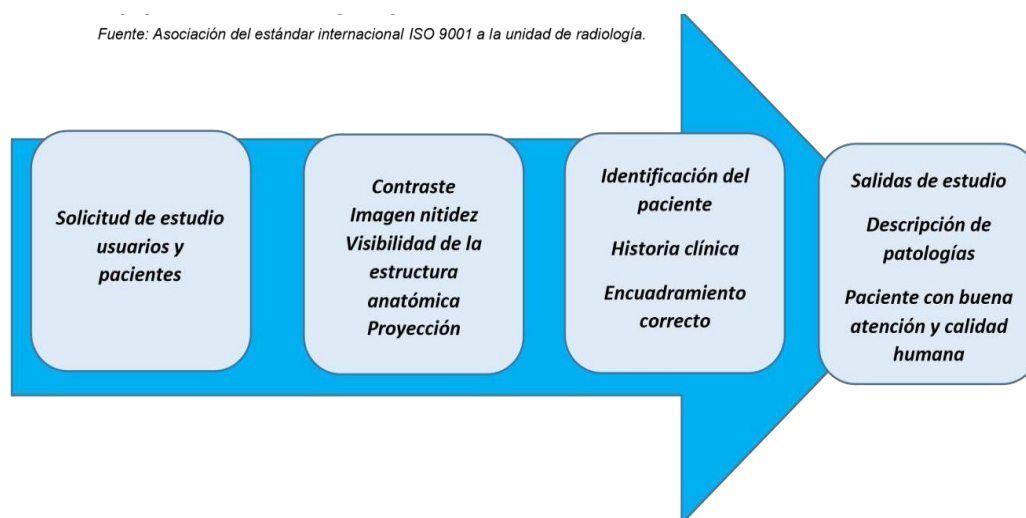 Fuente: Asociación del estándar internacional ISO 9001 a la unidad de radiología.
Solicitud de estudio
usuarios y
pacientes
Contraste
Imagen nitidez
Visibilidad de la
estructura
anatómica
Proyección
Identificación del
paciente
Historia clínica
Encuadramiento
correcto
Salidas de estudio
Descripción de
patologías
Paciente con buena
atención y calidad
humana